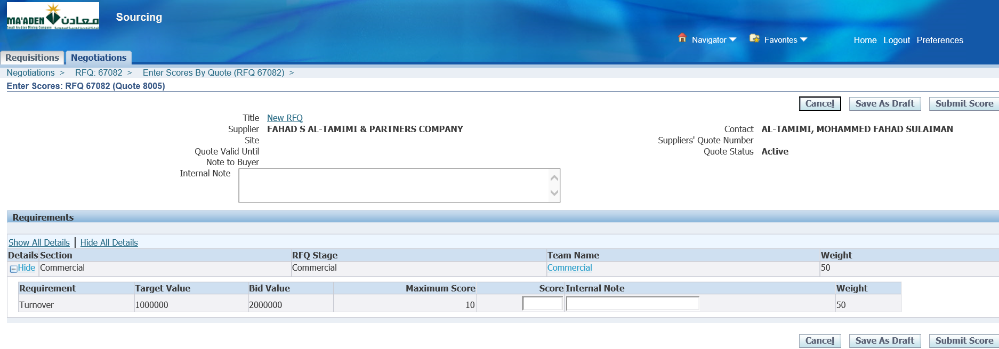 MA'ADEN معادن
Saudi Arabian Mining Company شركة التعدين العربية السعودية
Sourcing
Navigator Favorites Home Logout Preferences
Requisitions Negotiations
Negotiations > RFQ: 67082 > Enter Scores By Quote (RFQ 67082) >
Enter Scores: RFQ 67082 (Quote 8005)
Cancel Save As Draft Submit Score
Title New RFQ
Supplier FAHAD S AL-TAMIMI & PARTNERS COMPANY Contact AL-TAMIMI, MOHAMMED FAHAD SULAIMAN
Site Suppliers' Quote Number
Quote Valid Until Quote Status Active
Note to Buyer
Internal Note
Requirements
Show All Details | Hide All Details
Details Section RFQ Stage Team Name Weight
Hide Commercial Commercial Commercial 50
Requirement Target Value Bid Value Maximum Score Score Internal Note Weight
Turnover 1000000 2000000 10 50
Cancel Save As Draft Submit Score